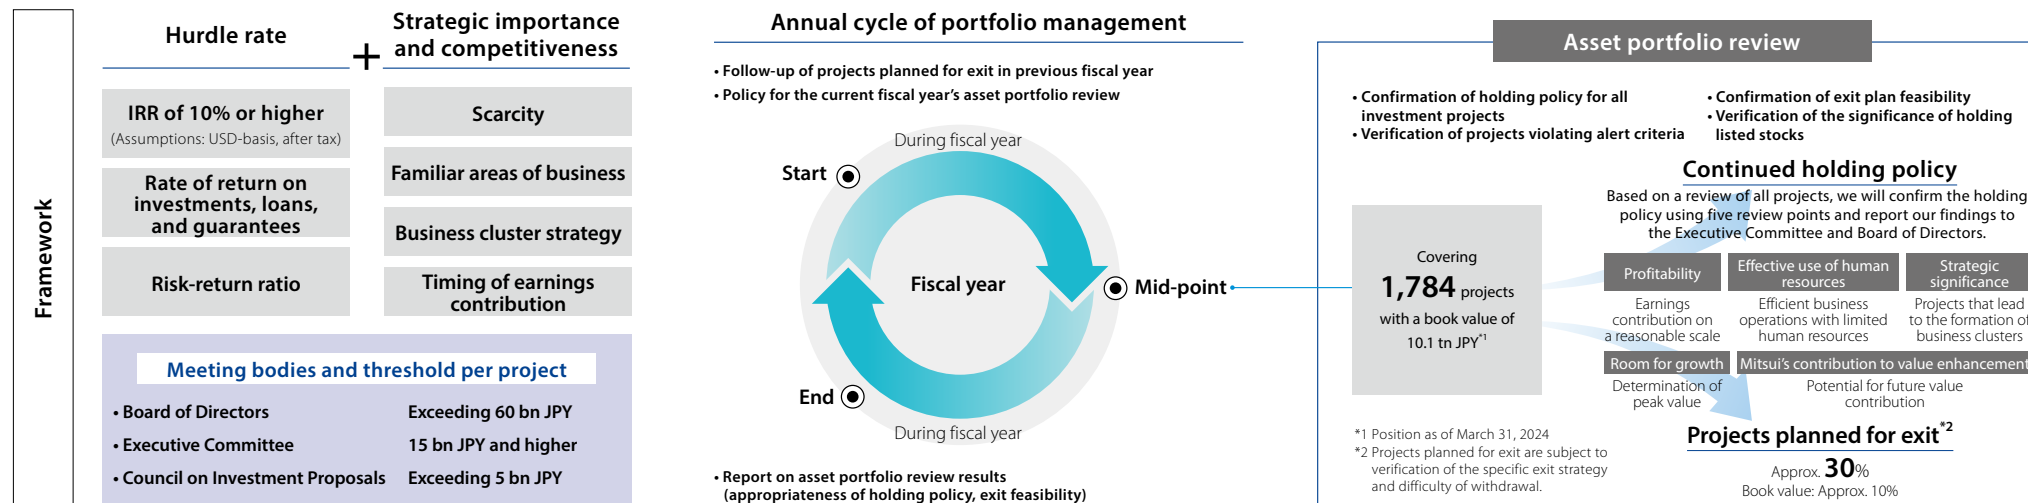 Framework
Hurdle rate
+
Strategic importance
and competitiveness
IRR of 10% or higher
(Assumptions: USD-basis, after tax)
Rate of return on
investments, loans,
and guarantees
Risk-return ratio
Scarcity
Familiar areas of business
Business cluster strategy
Timing of earnings
contribution
Meeting bodies and threshold per project
• Board of Directors Exceeding 60 bn JPY
• Executive Committee 15 bn JPY and higher
• Council on Investment Proposals Exceeding 5 bn JPY
Annual cycle of portfolio management
• Follow-up of projects planned for exit in previous fiscal year
• Policy for the current fiscal year's asset portfolio review
During fiscal year
Start
Fiscal year
Mid-point
End
During fiscal year
• Report on asset portfolio review results
(appropriateness of holding policy, exit feasibility)
Asset portfolio review
• Confirmation of holding policy for all
investment projects
• Verification of projects violating alert criteria
• Confirmation of exit plan feasibility
• Verification of the significance of holding
listed stocks
Covering
1,784 projects
with a book value of
10.1 tn JPY*1
Continued holding policy
Based on a review of all projects, we will confirm the holding
policy using five review points and report our findings to
the Executive Committee and Board of Directors.
Profitability
Earnings
contribution on
a reasonable scale
Effective use of human
resources
Efficient business
operations with limited
human resources
Strategic
significance
Projects that lead
to the formation of
business clusters
Room for growth
Determination of
peak value
Mitsui's contribution to value enhancement
Potential for future value
contribution
Projects planned for exit*2
Approx. 30%
Book value: Approx. 10%
*1 Position as of March 31, 2024
*2 Projects planned for exit are subject to
verification of the specific exit strategy
and difficulty of withdrawal.